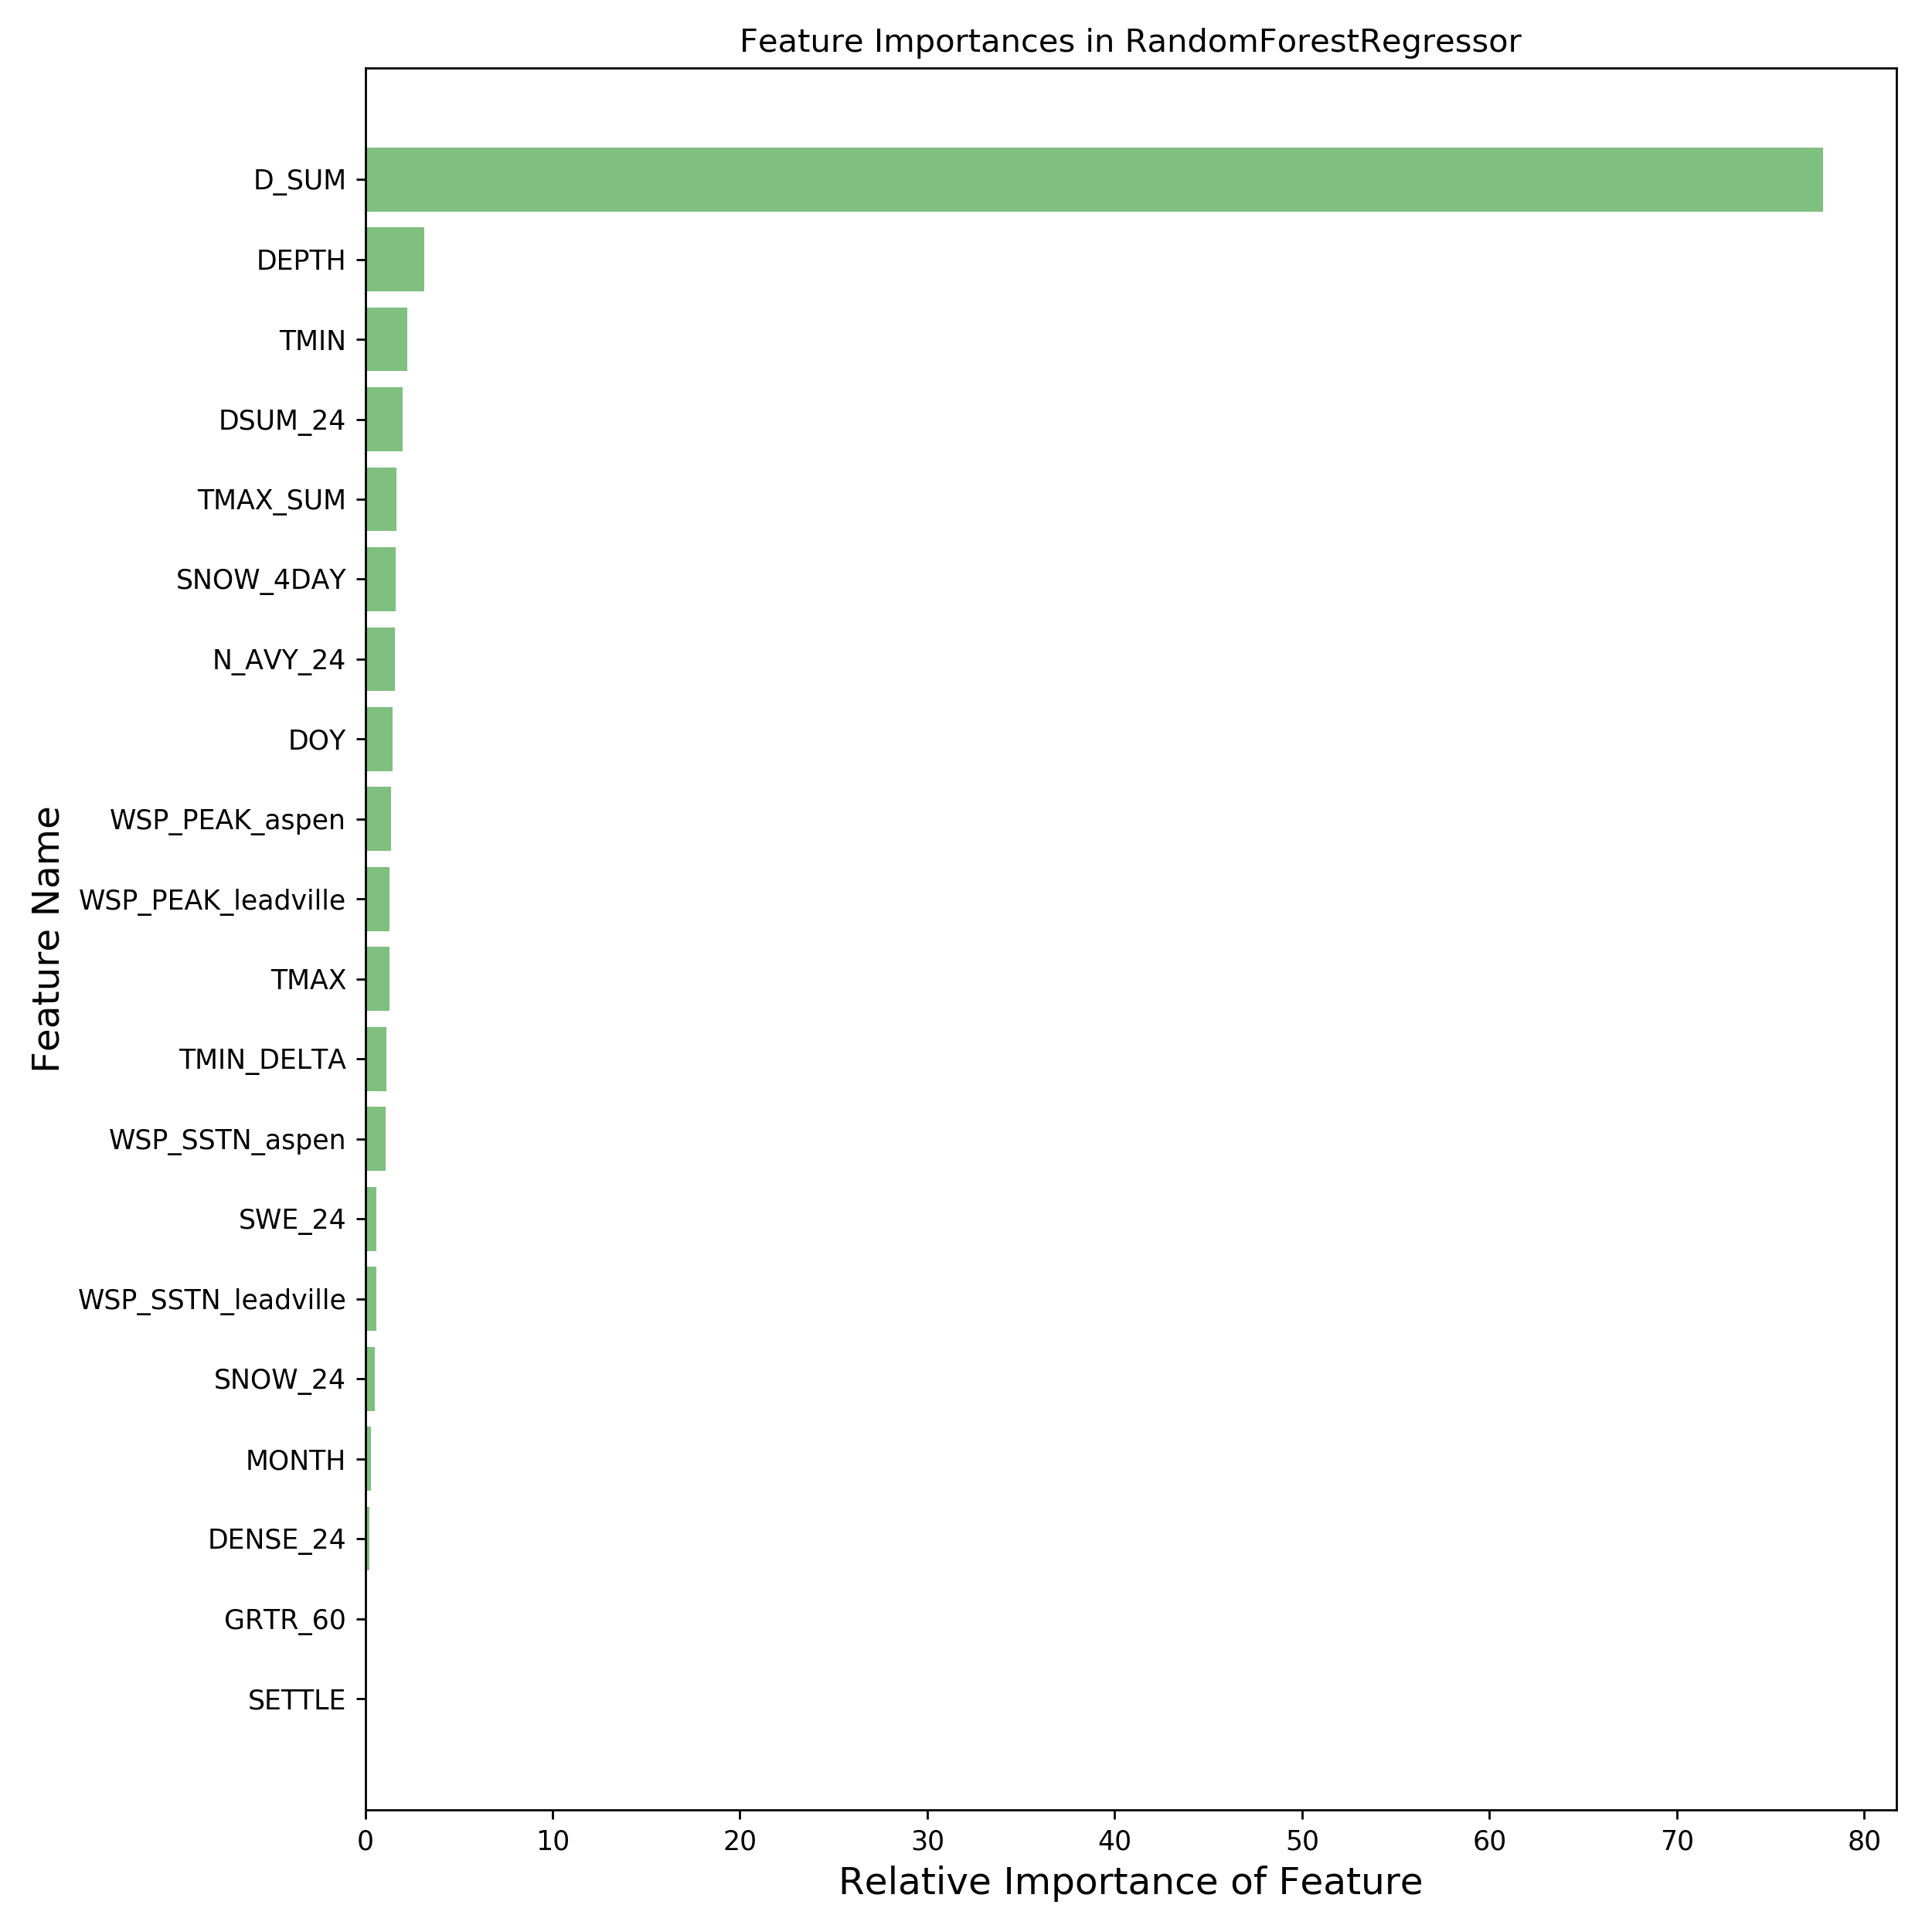 Feature Importances in RandomForestRegressor
D_SUM
DEPTH
TMIN
DSUM_24
TMAX_SUM
SNOW_4DAY
N_AVY_24
DOY
WSP_PEAK_aspen
WSP_PEAK_leadville
TMAX
TMIN_DELTA
WSP_SSTN_aspen
SWE_24
WSP_SSTN_leadville
SNOW_24
MONTH
DENSE_24
GRTR_60
SETTLE
Feature Name
0 10 20 30 40 50 60 70 80
Relative Importance of Feature